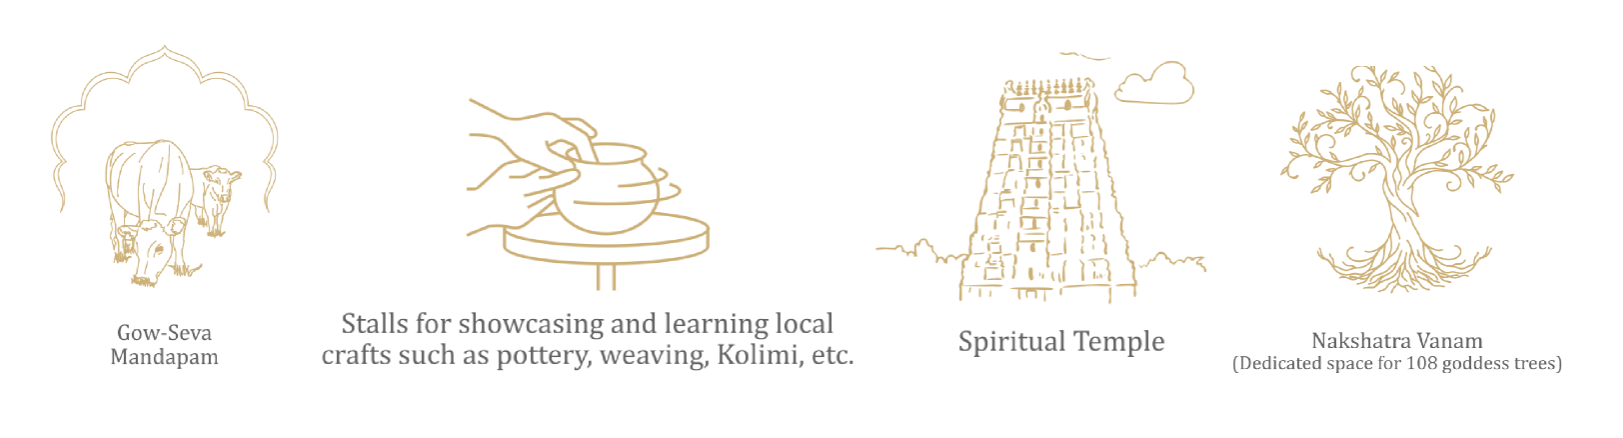 Gow-Seva
Mandapam
Stalls for showcasing and learning local
crafts such as pottery, weaving, Kolimi, etc.
Spiritual Temple
Nakshatra Vanam
(Dedicated space for 108 goddess trees)